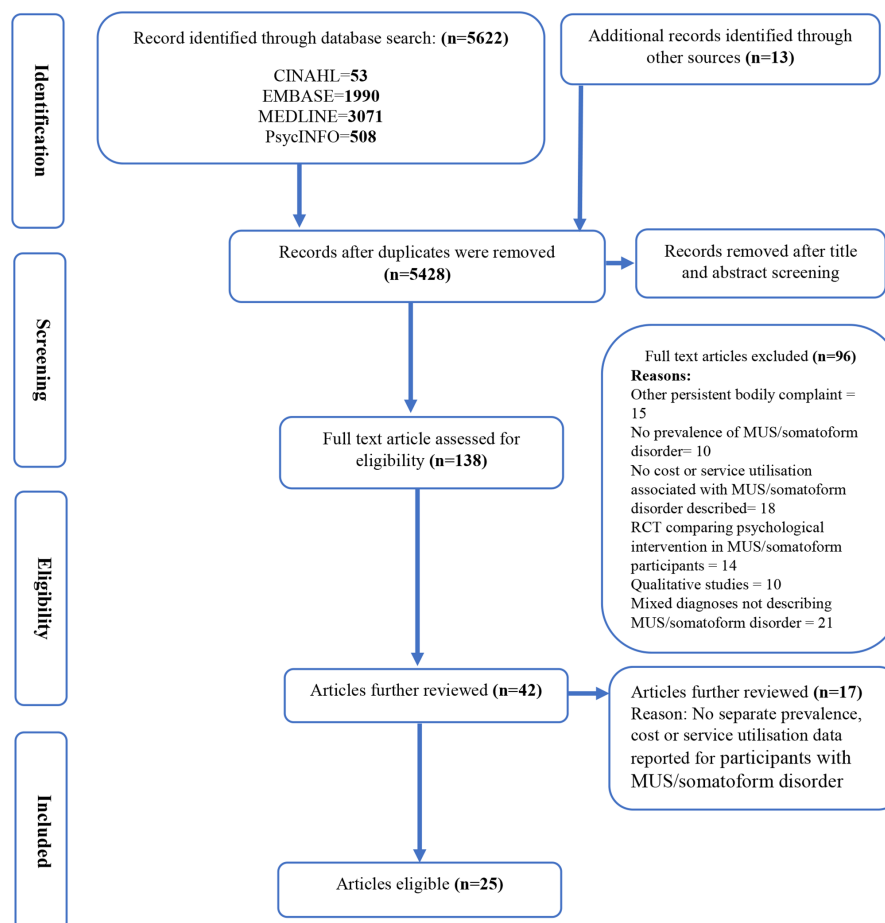 Identification
Record identified through database search: (n=5622)
CINAHL=53
EMBASE=1990
MEDLINE=3071
PsycINFO=508
Additional records identified through
other sources (n=13)
Records after duplicates were removed
(n=5428)
Records removed after title
and abstract screening
Screening
Full text article assessed for
eligibility (n=138)
Full text articles excluded (n=96)
Reasons:
Other persistent bodily complaint =
15
No prevalence of MUS/somatoform
disorder= 10
No cost or service utilisation
associated with MUS/somatoform
disorder described= 18
RCT comparing psychological
intervention in MUS/somatoform
participants = 14
Qualitative studies = 10
Mixed diagnoses not describing
MUS/somatoform disorder = 21
Eligibility
Articles further reviewed (n=42)
Articles further reviewed (n=17)
Reason: No separate prevalence,
cost or service utilisation data
reported for participants with
MUS/somatoform disorder
Included
Articles eligible (n=25)